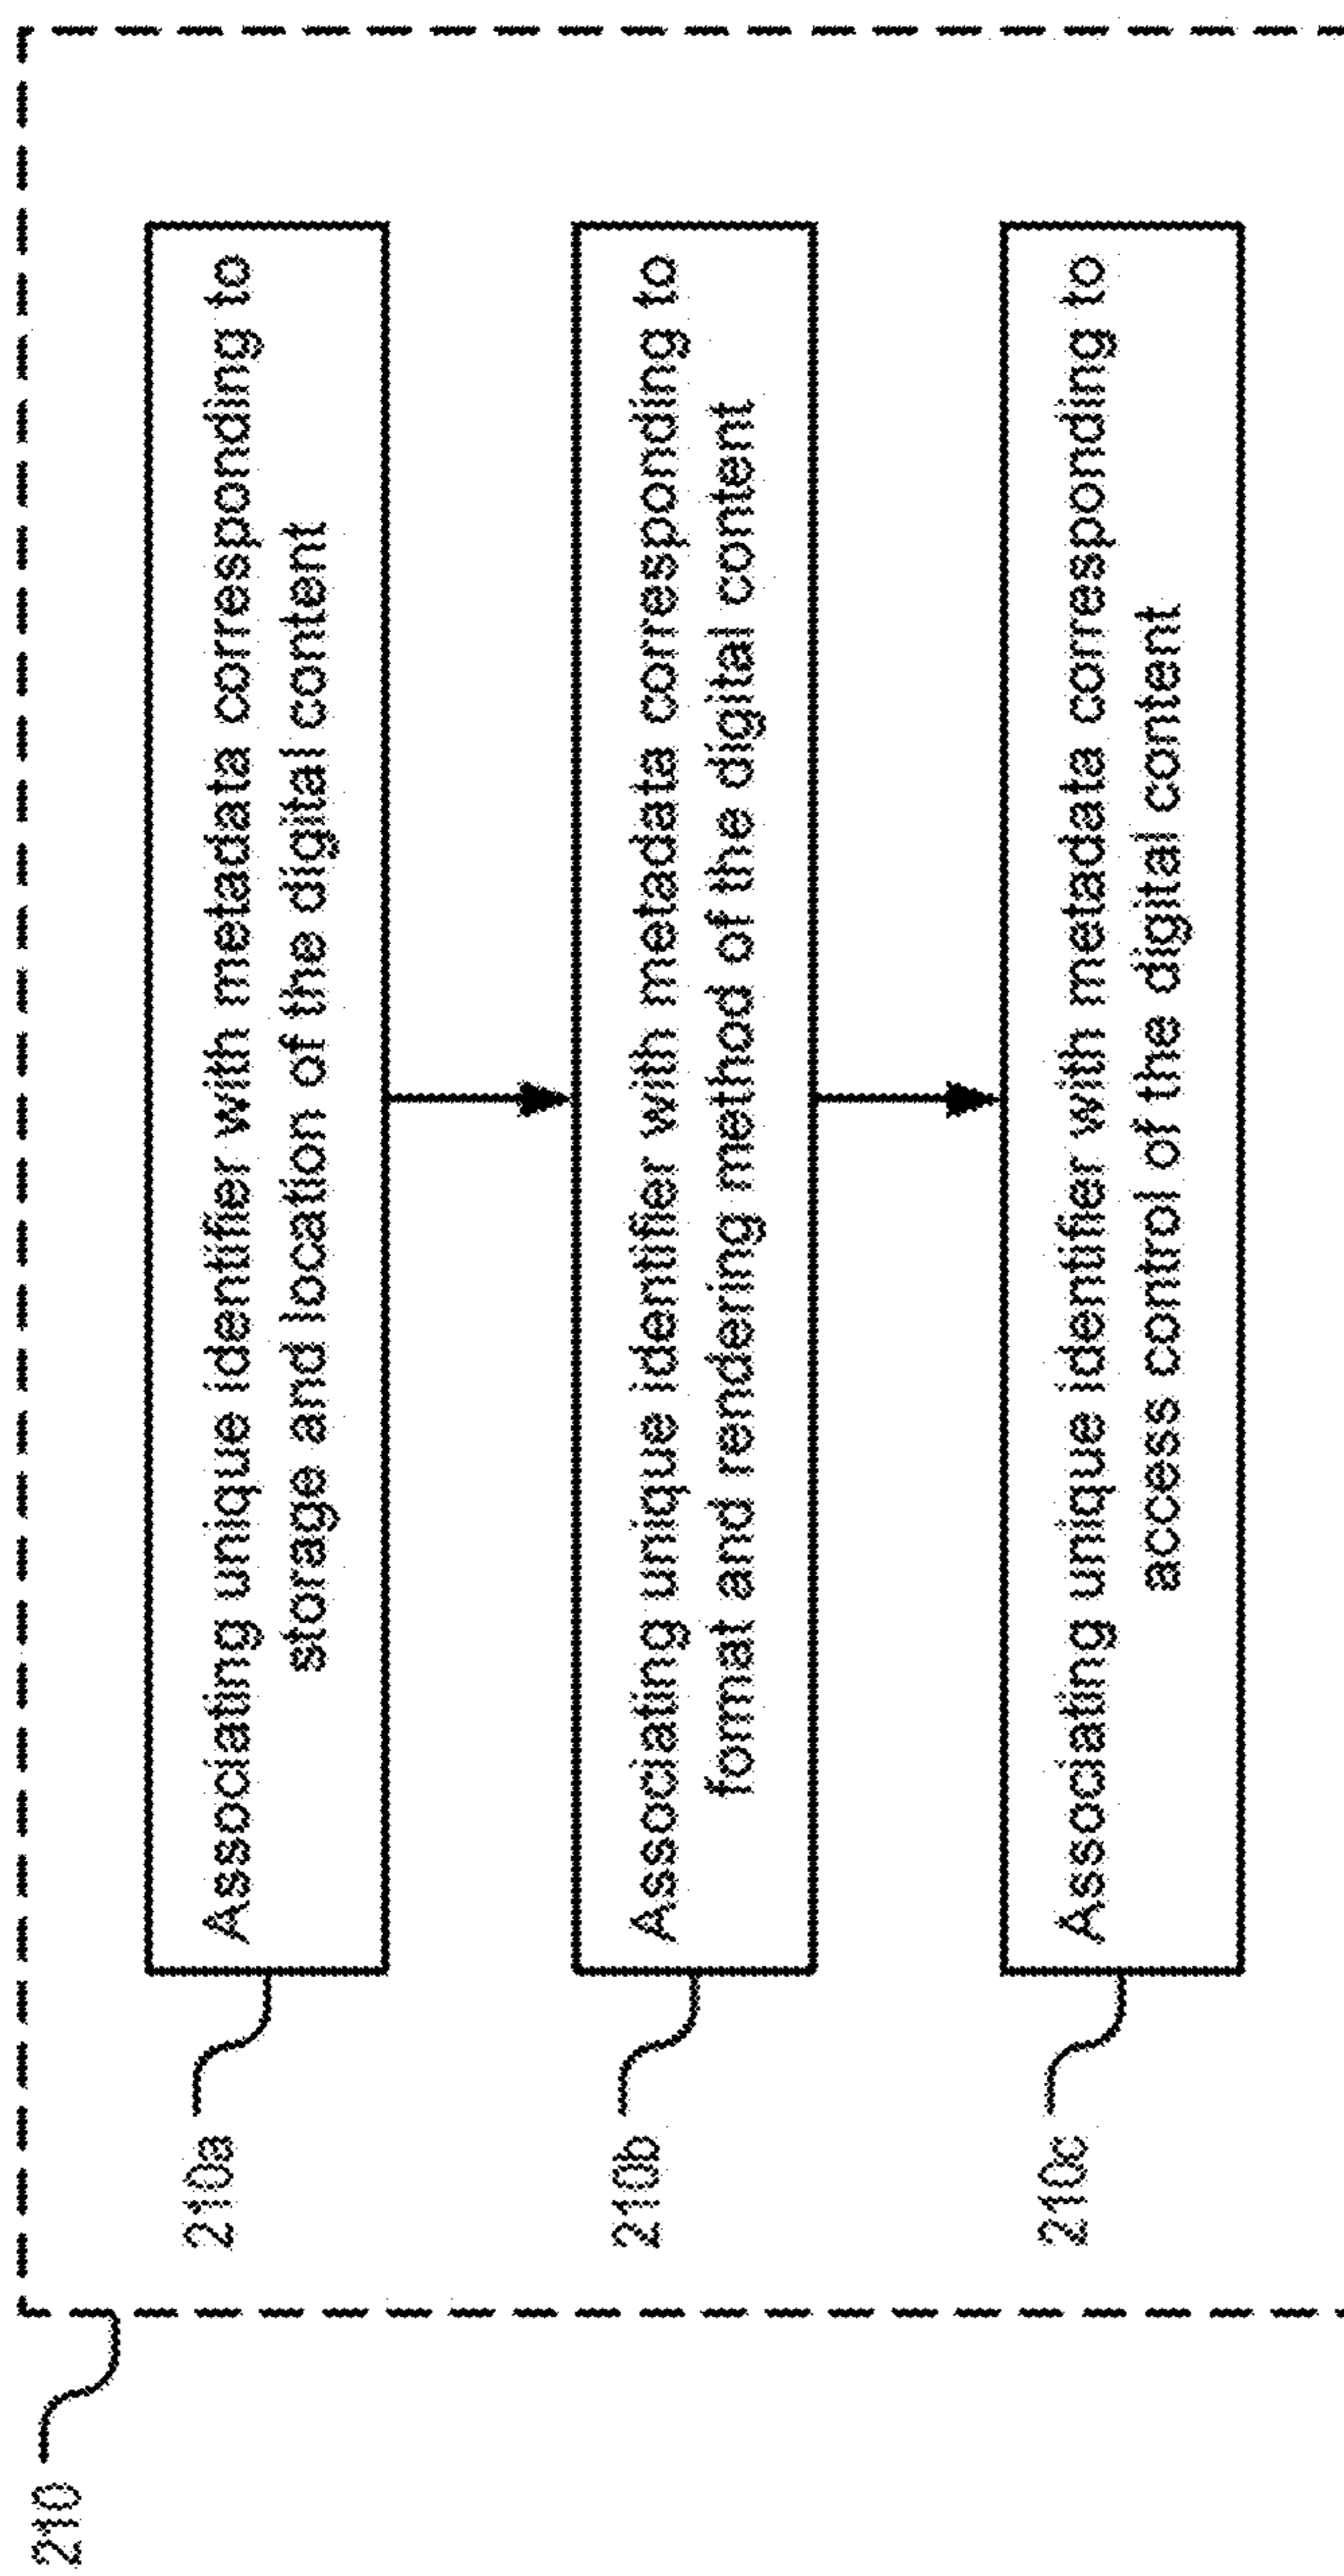 210
210a
Associating unique identifier with metadata corresponding to
storage and location of the digital content
210b
Associating unique identifier with metadata corresponding to
format and rendering method of the digital content
210c
Associating unique identifier with metadata corresponding to
access control of the digital content